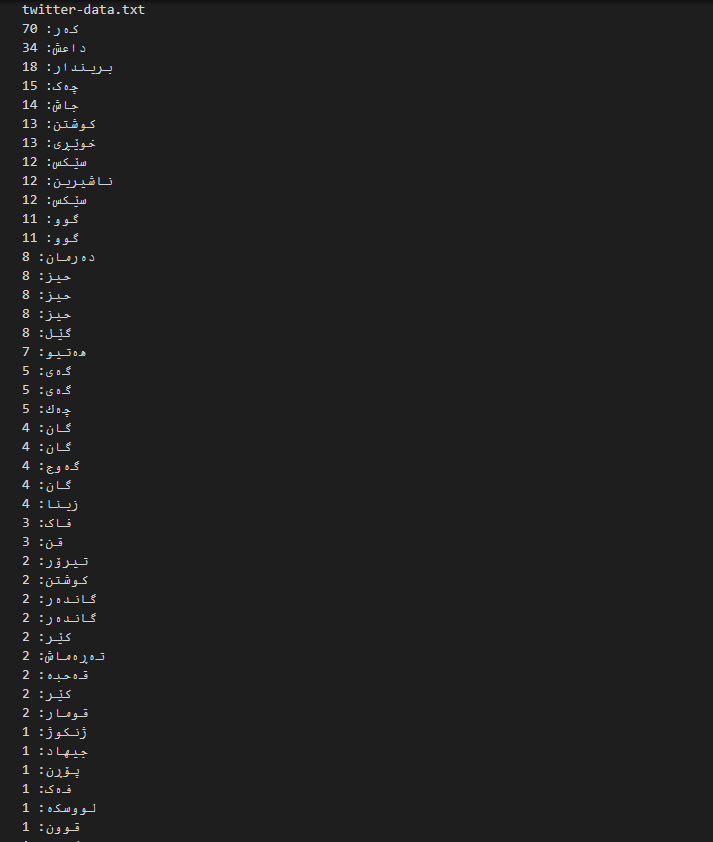 twitter-data.txt
کەر: 70
داعش: 34
بریندار: 18
چەک: 15
جاش: 14
کوشتن: 13
خوێڕی: 13
سێکس: 12
ناشیرین: 12
سێکس: 12
گوو: 11
گوو: 11
دەرمان: 8
حیز: 8
حیز: 8
حیز: 8
گێل: 8
هەتیو: 7
گەی: 5
گەی: 5
چەك: 5
گان: 4
گان: 4
گەوج: 4
گان: 4
زینا: 4
فاک: 3
قن: 3
تیرۆر: 2
کوشتن: 2
گاندەر: 2
گاندەر: 2
کێر: 2
تەڕەماش: 2
قەحبە: 2
کێر: 2
قومار: 2
ژنکوژ: 1
جیهاد: 1
پۆڕن: 1
فەک: 1
لووسکە: 1
قوون: 1